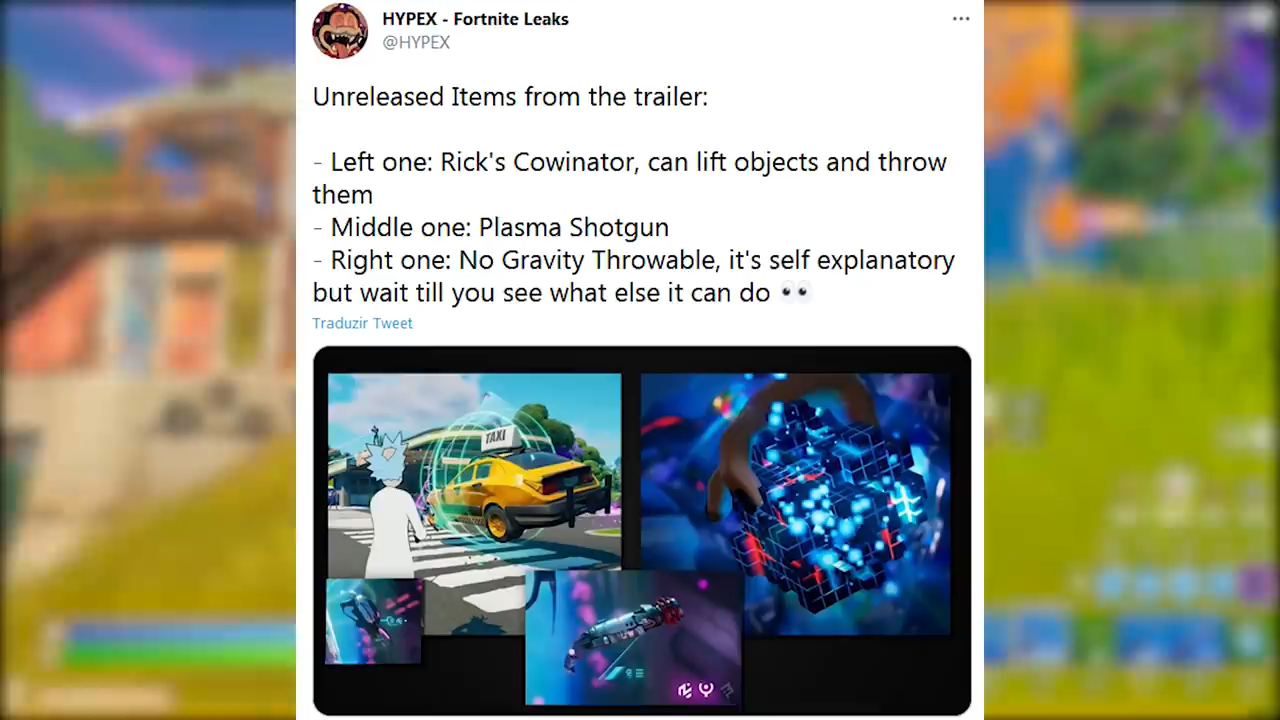 HYPEX - Fortnite Leaks
@HYPEX
Unreleased Items from the trailer:
- Left one: Rick's Cowinator, can lift objects and throw
them
- Middle one: Plasma Shotgun
- Right one: No Gravity Throwable, it's self explanatory
but wait till you see what else it can do 👀
Traduzir Tweet
TAXI